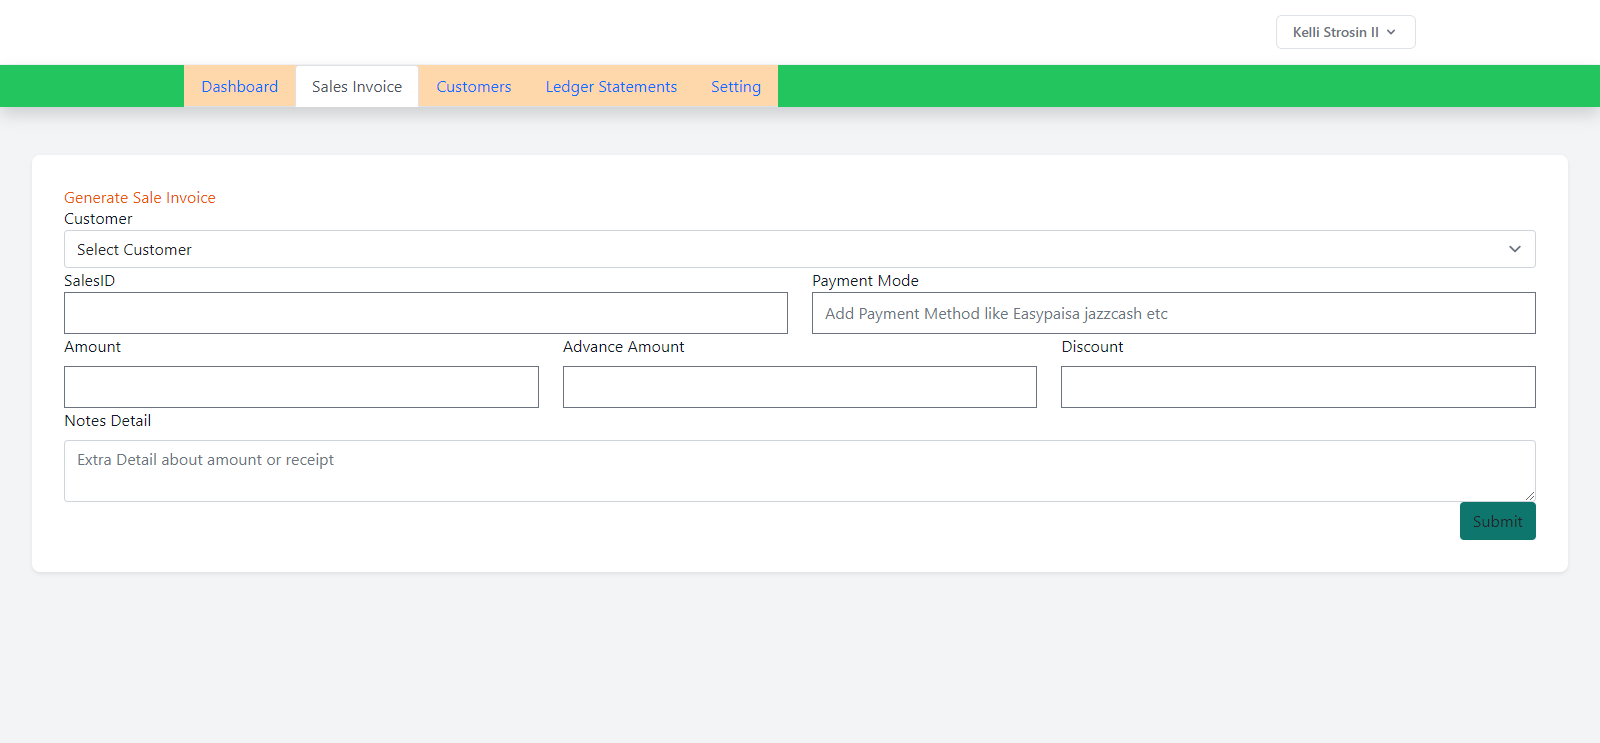 Kelli Strosin II
Dashboard Sales Invoice Customers Ledger Statements Setting
Generate Sale Invoice
Customer
Select Customer
SalesID Payment Mode
Add Payment Method like Easypaisa jazzcash etc
Amount Advance Amount Discount
Notes Detail
Extra Detail about amount or receipt
Submit